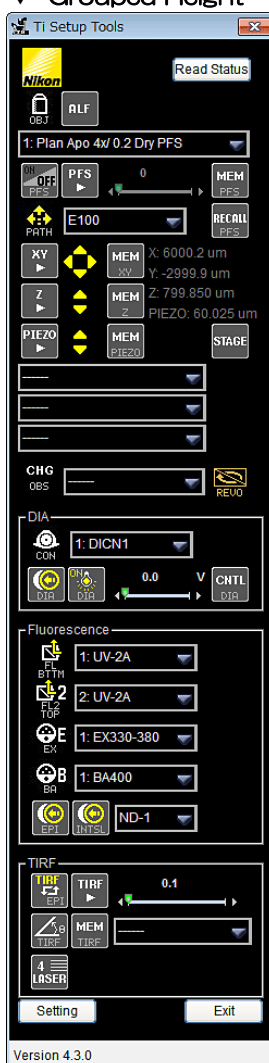 Grouped Height
Ti Setup Tools
Nikon
Read Status
OBJ
ALF
1: Plan Apo 4x/ 0.2 Dry PFS
ON
OFF
PFS
PFS
0
MEM
PFS
PATH
E100
RECALL
PFS
XY
MEM
XY
X: 6000.2 um
Y: -2999.9 um
Z
MEM
Z
Z: 799.850 um
PIEZO: 60.025 um
PIEZO
MEM
PIEZO
STAGE
------
------
------
CHG
OBS
------
REVO
DIA
CON
1: DICN1
DIA
ON
DIA
0.0
V
CNTL
DIA
Fluorescence
FL
BTTM
1: UV-2A
2
FL2
TOP
2: UV-2A
E
EX
1: EX330-380
B
BA
1: BA400
EPI
INTSL
ND-1
TIRF
TIRF
EPI
TIRF
0.1
θ
TIRF
MEM
TIRF
------
4
LASER
Setting
Exit
Version 4.3.0